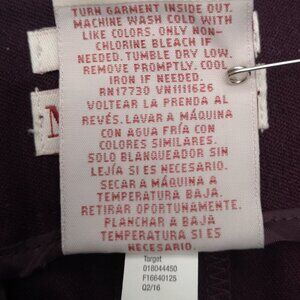 TURN GARMENT INSIDE OUT.
MACHINE WASH COLD WITH
LIKE COLORS. ONLY NON-
CHLORINE BLEACH IF
NEEDED. TUMBLE DRY LOW.
REMOVE PROMPTLY. COOL
IRON IF NEEDED.
RN17730 VN1111626
VOLTEAR LA PRENDA AL
REVÉS. LAVAR A MÁQUINA
CON AGUA FRÍA CON
COLORES SIMILARES.
SOLO BLANQUEADOR SIN
LEJÍA SI ES NECESARIO.
SECAR A MÁQUINA A
TEMPERATURA BAJA.
RETIRAR OPORTUNAMENTE.
PLANCHAR A BAJA
TEMPERATURA SI ES
NECESARIO.
Target
016044450
F16640125
Q2/16